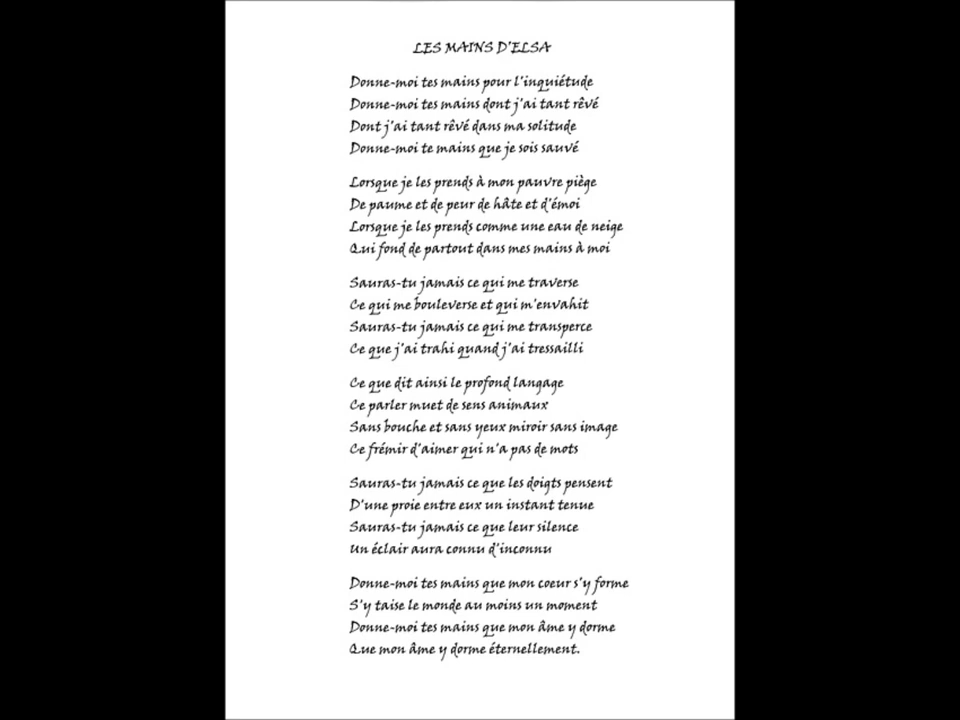 LES MAINS D'ELSA
Donne-moi tes mains pour l'inquiétude
Donne-moi tes mains dont j'ai tant rêvé
Dont j'ai tant rêvé dans ma solitude
Donne-moi te mains que je sois sauvé
Lorsque je les prends à mon pauvre piège
De paume et de peur de hâte et d'émoi
Lorsque je les prends comme une eau de neige
Qui fond de partout dans mes mains à moi
Sauras-tu jamais ce qui me traverse
Ce qui me bouleverse et qui m'envahit
Sauras-tu jamais ce qui me transperce
Ce que j'ai trahi quand j'ai tressailli
Ce que dit ainsi le profond langage
Ce parler muet de sens animaux
Sans bouche et sans yeux miroir sans image
Ce frémir d'aimer qui n'a pas de mots
Sauras-tu jamais ce que les doigts pensent
D'une proie entre eux un instant tenue
Sauras-tu jamais ce que leur silence
Un éclair aura connu d'inconnu
Donne-moi tes mains que mon coeur s'y forme
S'y taise le monde au moins un moment
Donne-moi tes mains que mon âme y dorme
Que mon âme y dorme éternellement.